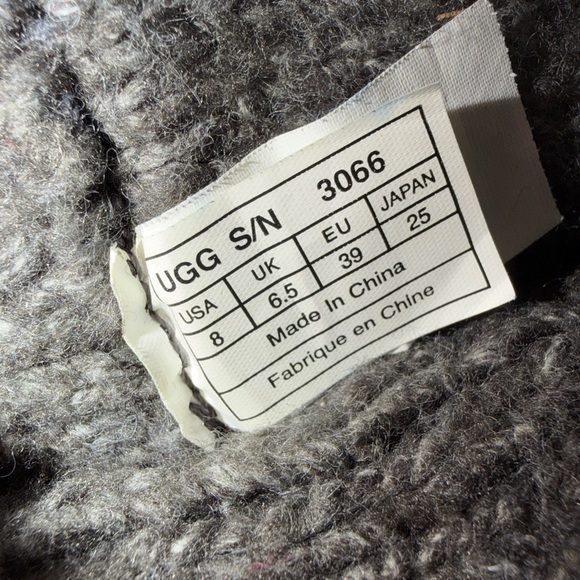 UGG S/N 3066
USA UK EU JAPAN
8 6.5 39 25
Made In China
Fabrique en Chine